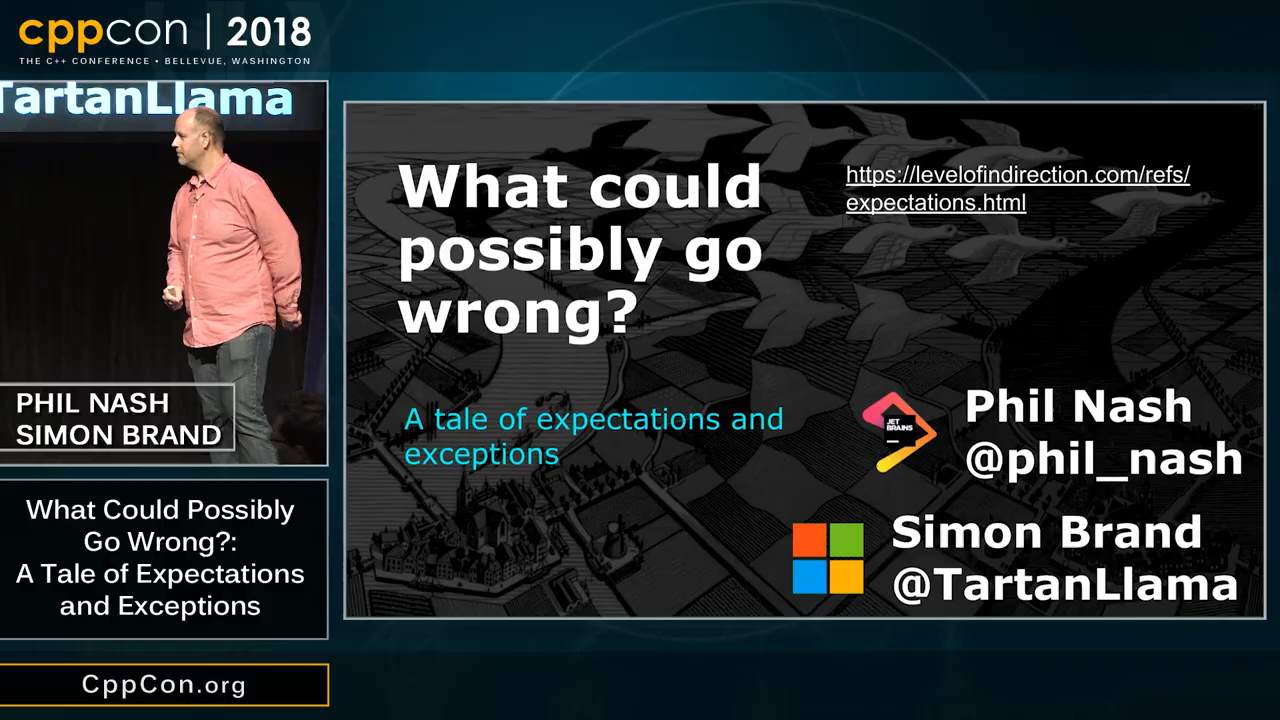 cppcon | 2018
THE C++ CONFERENCE • BELLEVUE, WASHINGTON
TartanLlama
PHIL NASH
SIMON BRAND
What Could Possibly
Go Wrong?:
A Tale of Expectations
and Exceptions
CppCon.org
What could
possibly go
wrong?
https://levelofindirection.com/refs/
expectations.html
A tale of expectations and
exceptions
JET
BRAINS
Phil Nash
@phil_nash
Simon Brand
@TartanLlama